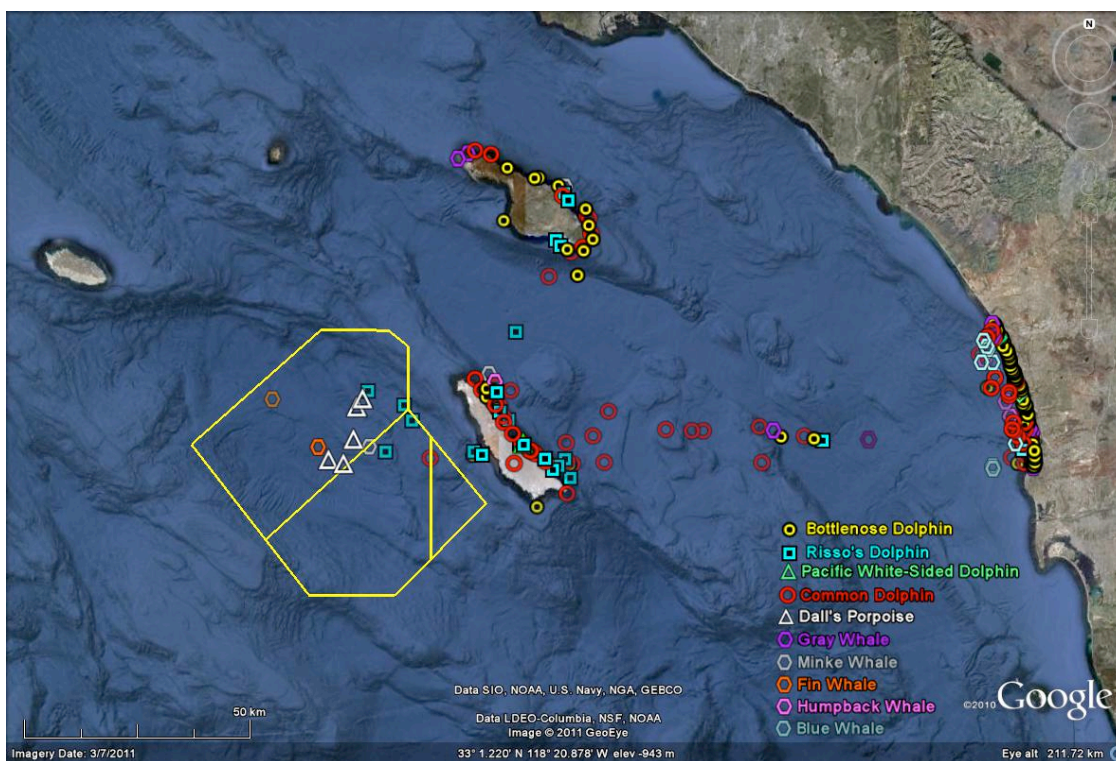 N
Bottlenose Dolphin
Risso's Dolphin
Pacific White-Sided Dolphin
Common Dolphin
Dall's Porpoise
Gray Whale
Minke Whale
Fin Whale
Humpback Whale
Blue Whale
Data SIO, NOAA, U.S. Navy, NGA, GEBCO
Data LDEO-Columbia, NSF, NOAA
Image © 2011 GeoEye
©2010 Google
50 km
Imagery Date: 3/7/2011
33° 1.220' N 118° 20.878' W elev -943 m
Eye alt 211.72 km